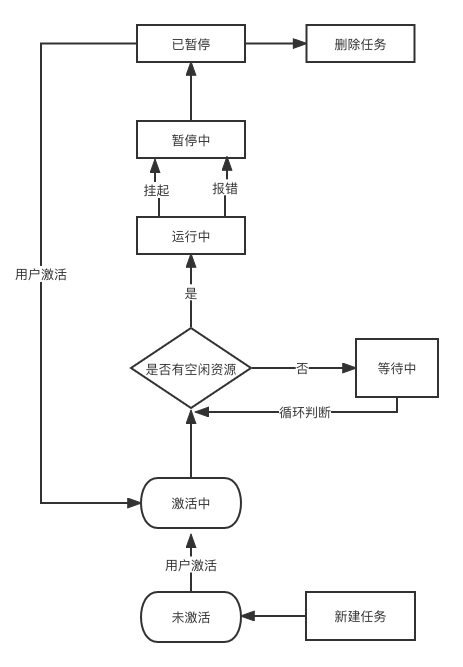 已暂停
删除任务
暂停中
挂起
报错
运行中
用户激活
是
是否有空闲资源
否
等待中
循环判断
激活中
用户激活
未激活
新建任务